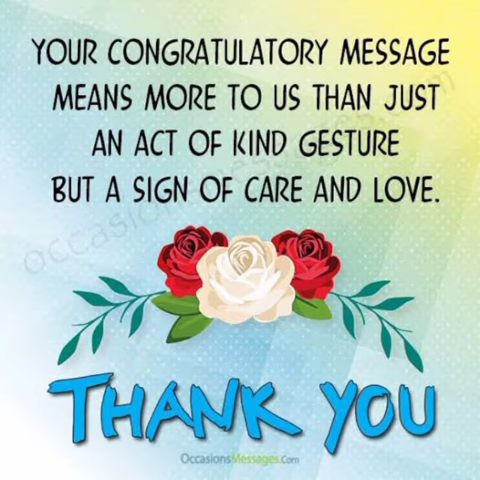 YOUR CONGRATULATORY MESSAGE
MEANS MORE TO US THAN JUST
AN ACT OF KIND GESTURE
BUT A SIGN OF CARE AND LOVE.
THANK YOU
OccasionsMessages.Com